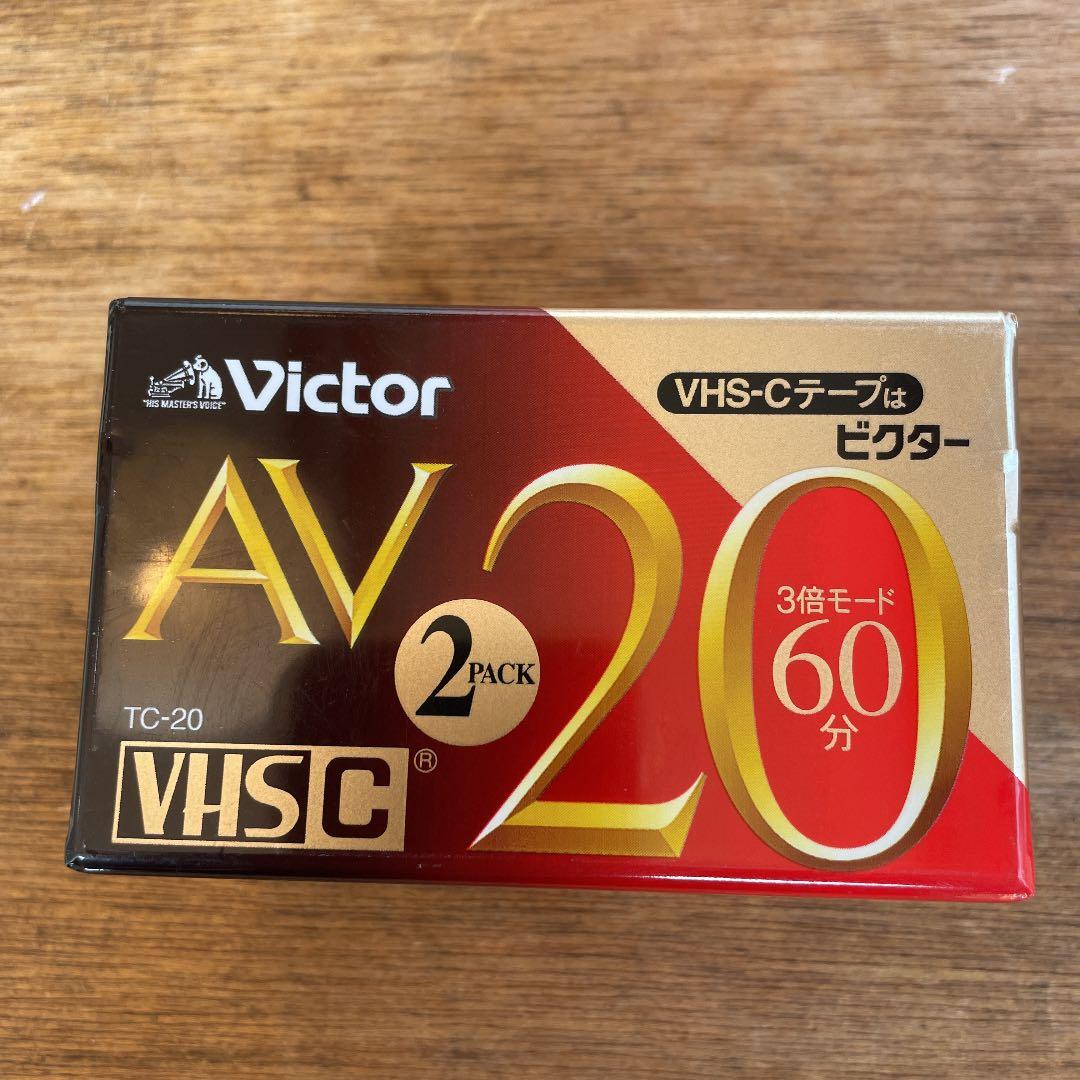 "HIS MASTER'S VOICE"
Victor
VHS-Cテープは
ビクター
AV 20
2 PACK
3倍モード
60
分
TC-20
VHS C ®